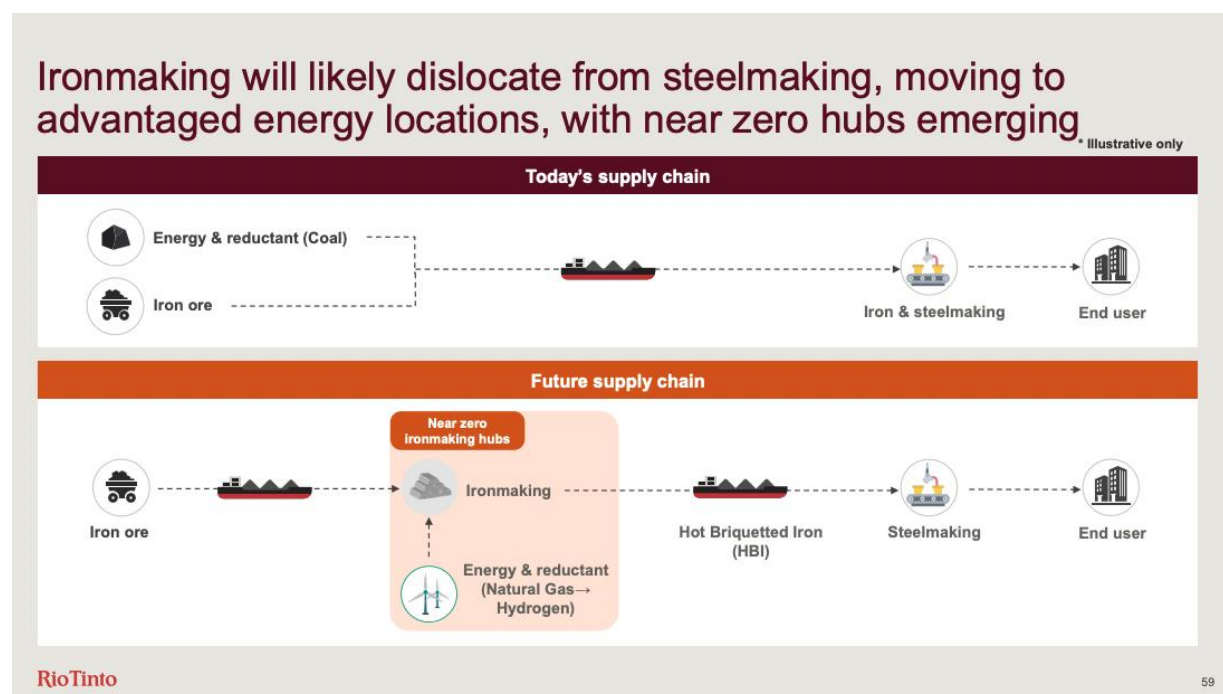 Ironmaking will likely dislocate from steelmaking, moving to
advantaged energy locations, with near zero hubs emerging
* Illustrative only
Today's supply chain
Energy & reductant (Coal)
Iron ore
Iron & steelmaking
End user
Future supply chain
Near zero
ironmaking hubs
Ironmaking
Iron ore
Hot Briquetted Iron
(HBI)
Steelmaking
End user
Energy & reductant
(Natural Gas→
Hydrogen)
RioTinto
59